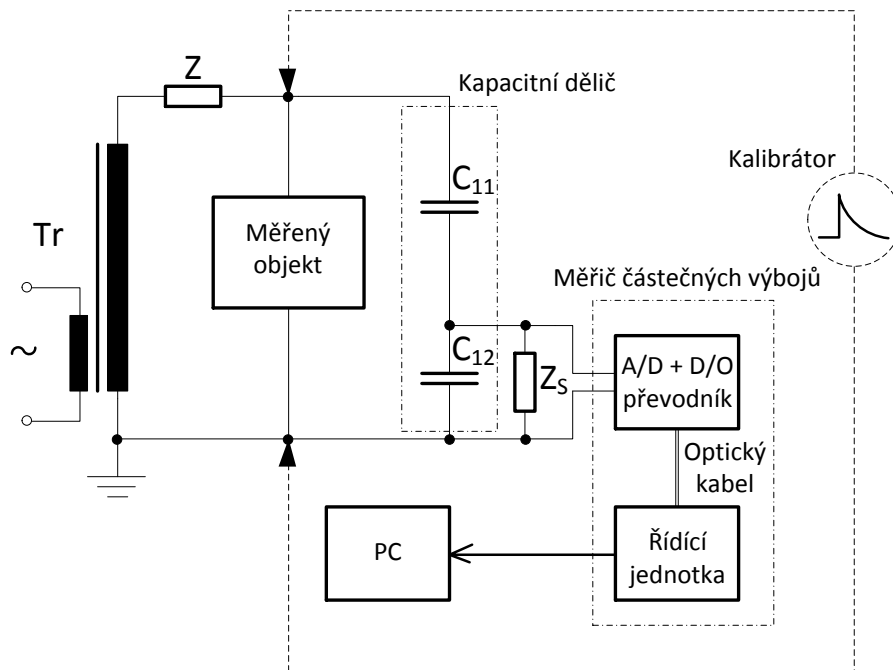 Z
Kapacitní dělič
Kalibrátor
C11
Tr
Měřený
objekt
Měřič částečných výbojů
~
C12
ZS
A/D + D/O
převodník
Optický
kabel
PC
Řídící
jednotka